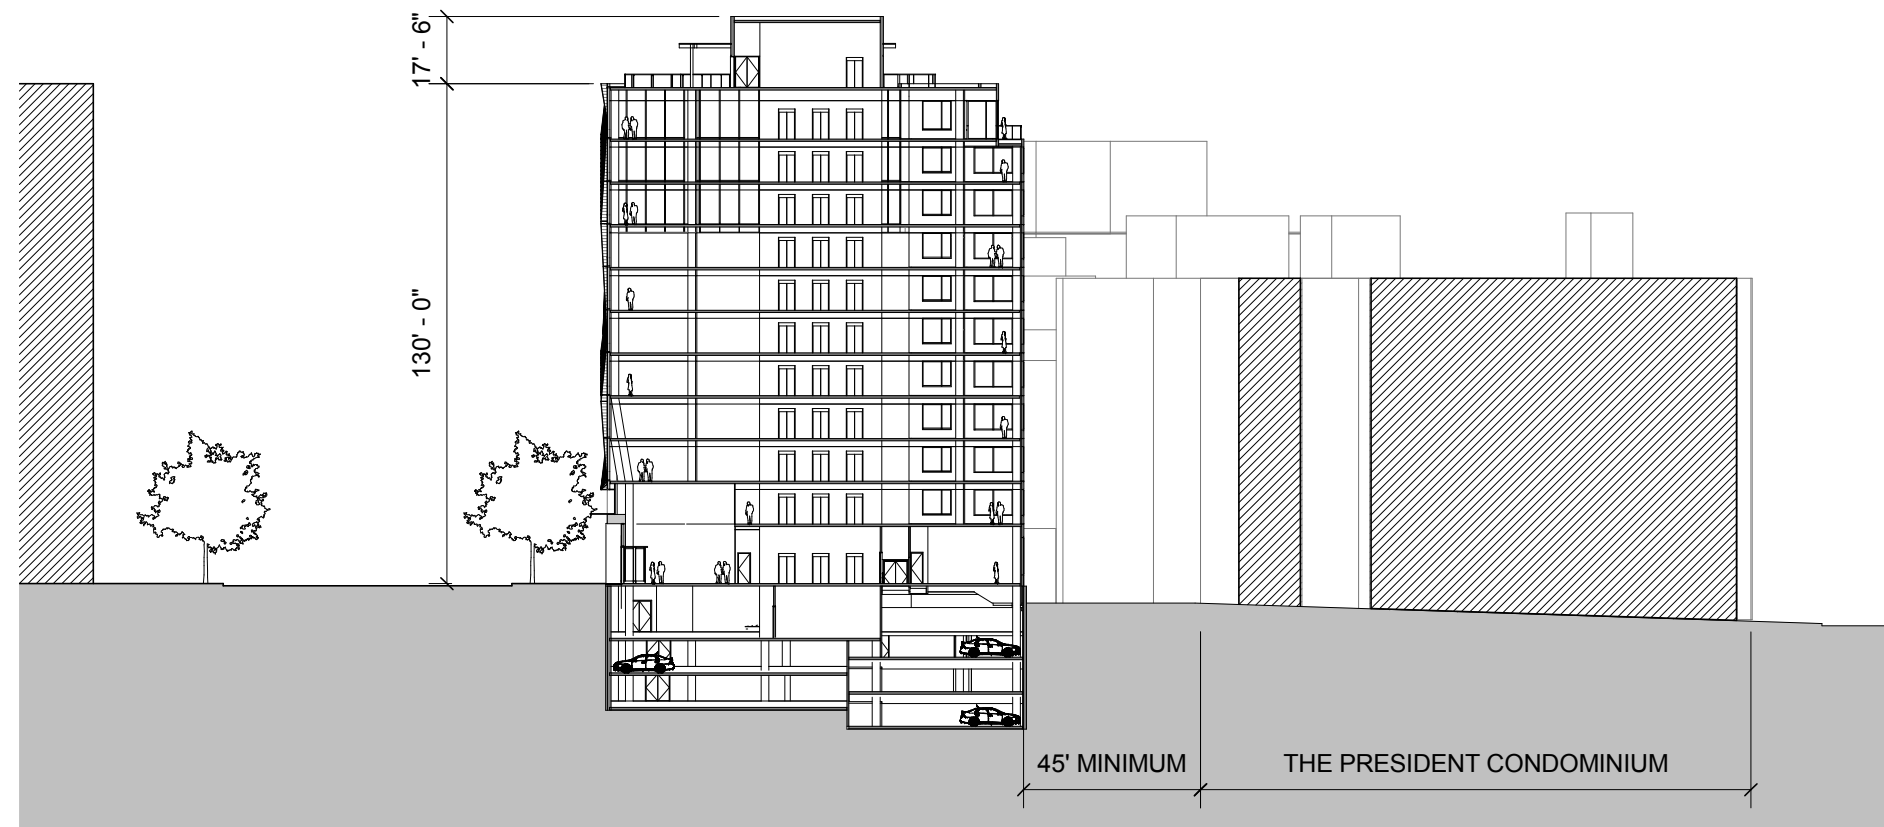 17' - 6"
130' - 0"
45' MINIMUM
THE PRESIDENT CONDOMINIUM